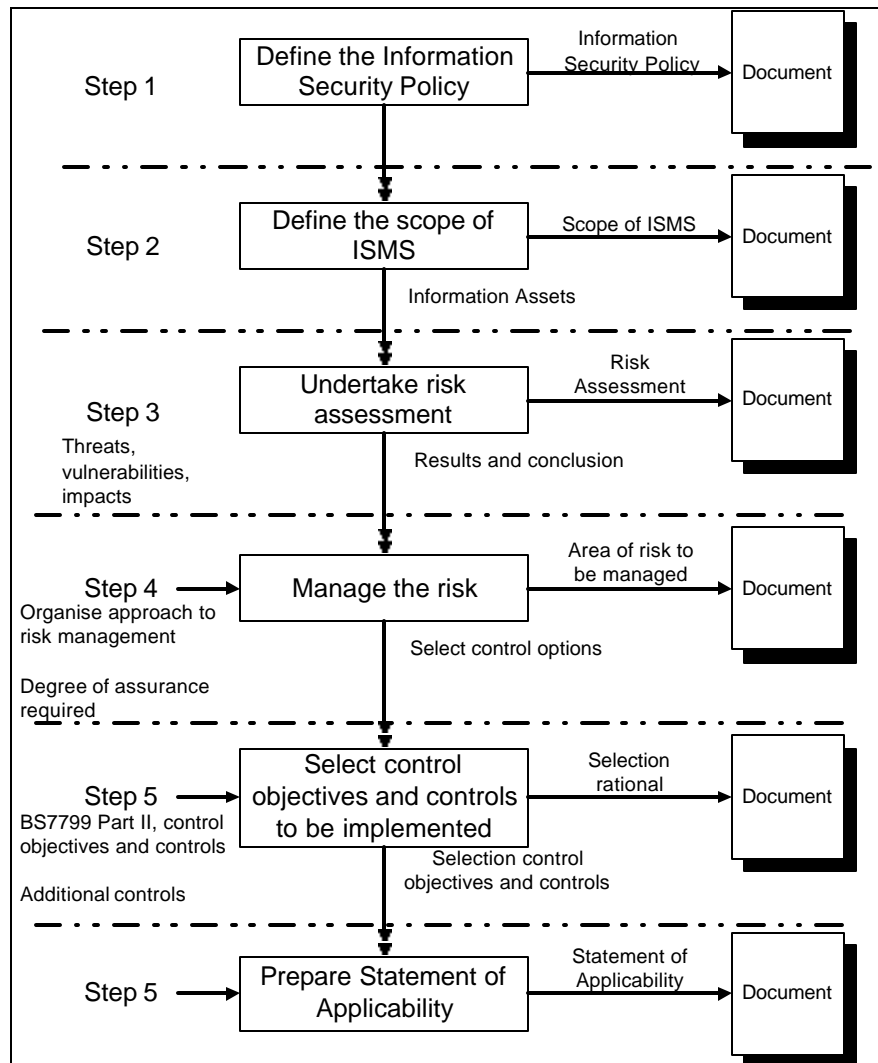 Step 1
Define the Information
Security Policy
Information
Security Policy
Document
Step 2
Define the scope of
ISMS
Scope of ISMS
Document
Information Assets
Step 3
Threats,
vulnerabilities,
impacts
Undertake risk
assessment
Risk
Assessment
Document
Results and conclusion
Step 4
Organise approach to
risk management
Degree of assurance
required
Manage the risk
Area of risk to
be managed
Document
Select control options
Step 5
BS7799 Part II, control
objectives and controls
Additional controls
Select control
objectives and controls
to be implemented
Selection
rational
Document
Selection control
objectives and controls
Step 5
Prepare Statement of
Applicability
Statement of
Applicability
Document